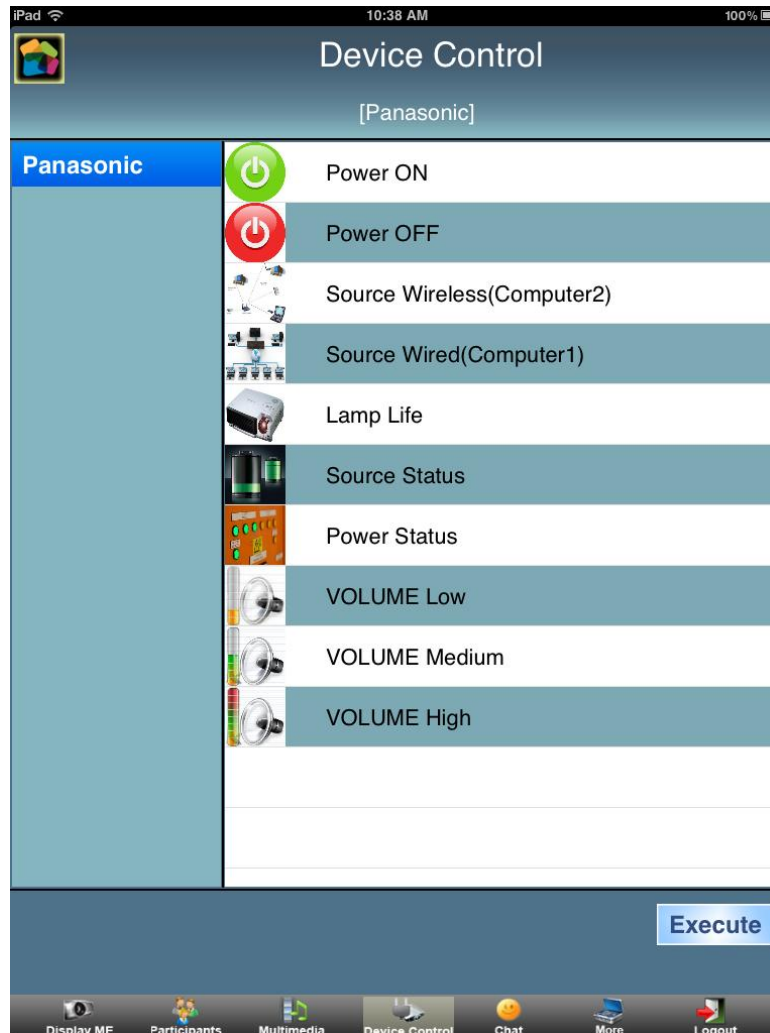 iPad 10:38 AM 100%
Device Control
[Panasonic]
Panasonic
Power ON
Power OFF
Source Wireless(Computer2)
Source Wired(Computer1)
Lamp Life
Source Status
Power Status
VOLUME Low
VOLUME Medium
VOLUME High
Execute
Display ME Participants Multimedia Device Control Chat More Logout